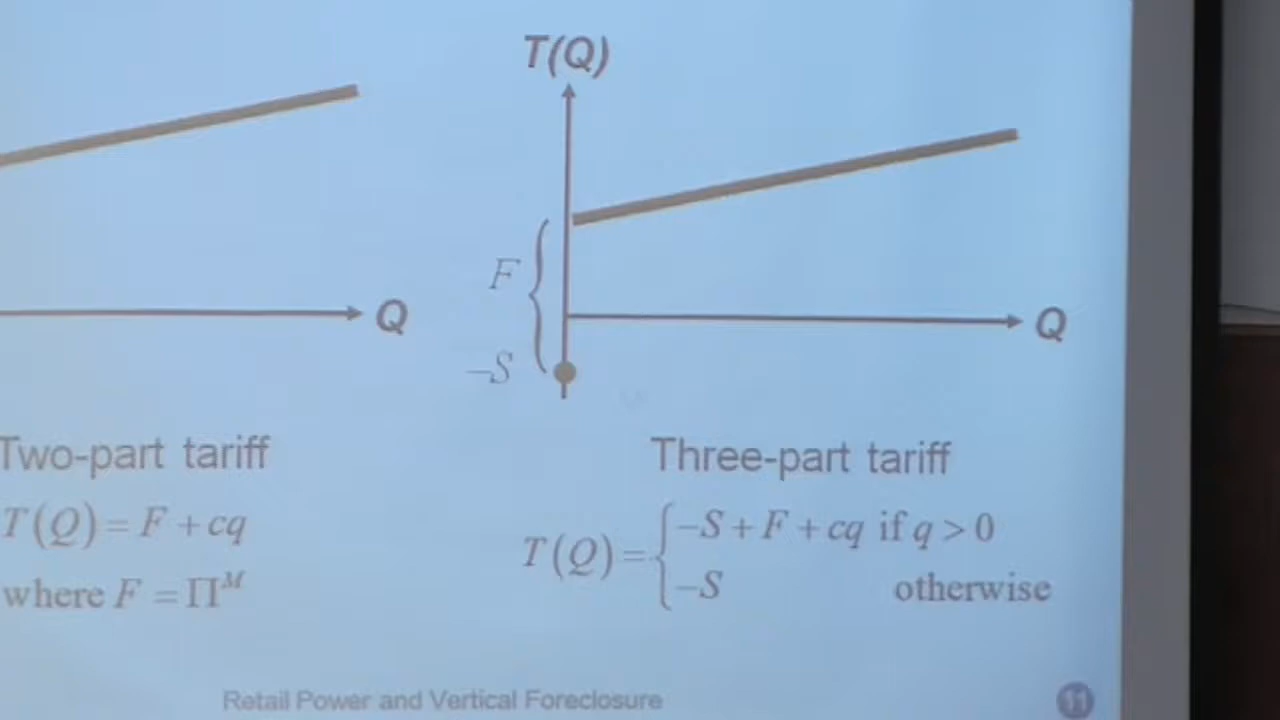 T(Q)
Q
F
–S
Q
Two-part tariff
T(Q) = F + cq
where F = Π^M
Three-part tariff
T(Q) = { –S + F + cq if q > 0
–S otherwise
Retail Power and Vertical Foreclosure
11